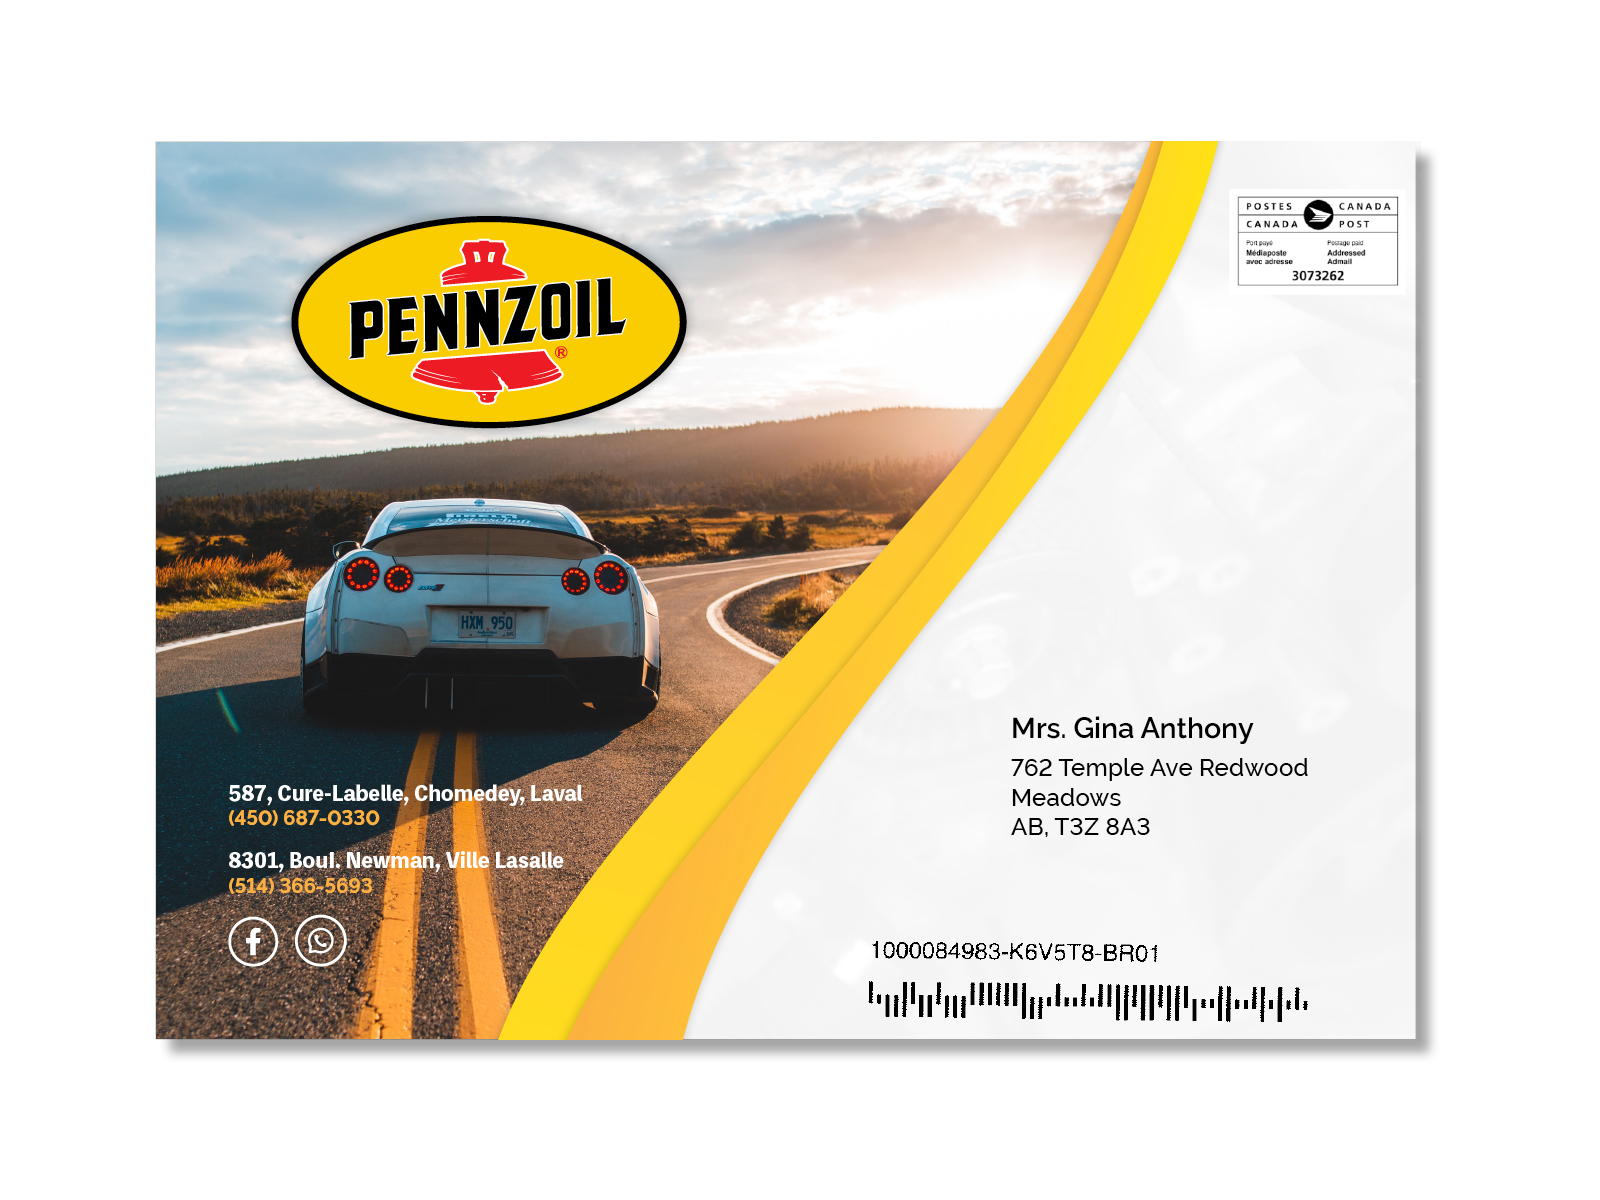 PENNZOIL
®
PIRELLI
HXM 950
587, Cure-Labelle, Chomedey, Laval
(450) 687-0330
8301, Boul. Newman, Ville Lasalle
(514) 366-5693
POSTES CANADA
CANADA POST
Port payé Postage paid
Médiaposte Addressed
avec adresse Admail
3073262
Mrs. Gina Anthony
762 Temple Ave Redwood
Meadows
AB, T3Z 8A3
1000084983-K6V5T8-BR01